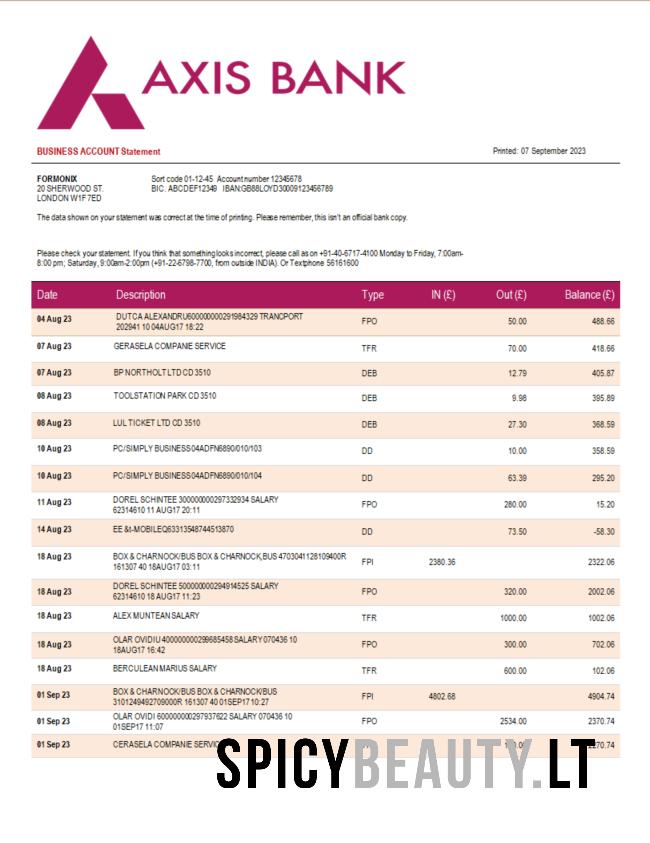 AXIS BANK
BUSINESS ACCOUNT Statement Printed: 07 September 2023
FORMONIX Sort code 01-12-45 Account number 12345678
20 SHERWOOD ST. BIC. ABCDEF12349 IBAN:GB88LOYD30009123456789
LONDON W1F 7ED
The data shown on your statement was correct at the time of printing. Please remember, this isn't an official bank copy.
Please check your statement. If you think that something looks incorrect, please call as on +91-40-6717-4100 Monday to Friday, 7:00am-
8:00 pm; Saturday, 9:00am-2:00pm (+91-22-6798-7700, from outside INDIA). Or Textphone 56161600
Date Description Type IN (£) Out (£) Balance (£)
04 Aug 23 DUTCA ALEXANDRU600000000291984329 TRANCPORT
202941 10 04AUG17 18:22 FPO 50.00 488.66
07 Aug 23 GERASELA COMPANIE SERVICE TFR 70.00 418.66
07 Aug 23 BP NORTHOLT LTD CD 3510 DEB 12.79 405.87
08 Aug 23 TOOLSTATION PARK CD 3510 DEB 9.98 395.89
08 Aug 23 LUL TICKET LTD CD 3510 DEB 27.30 368.59
10 Aug 23 PC/SIMPLY BUSINESS04ADFN6890/010/103 DD 10.00 358.59
10 Aug 23 PC/SIMPLY BUSINESS04ADFN6890/010/104 DD 63.39 295.20
11 Aug 23 DOREL SCHINTEE 300000000297332934 SALARY
62314610 11 AUG17 20:11 FPO 280.00 15.20
14 Aug 23 EE &t-MOBILEQ63313548744513870 DD 73.50 -58.30
18 Aug 23 BOX & CHARNOCK/BUS BOX & CHARNOCK,BUS 4703041128109400R
161307 40 18AUG17 03:11 FPI 2380.36 2322.06
18 Aug 23 DOREL SCHINTEE 500000000294914525 SALARY
62314610 18 AUG17 11:23 FPO 320.00 2002.06
18 Aug 23 ALEX MUNTEAN SALARY TFR 1000.00 1002.06
18 Aug 23 OLAR OVIDIU 400000000299685458 SALARY 070436 10
18AUG17 16:42 FPO 300.00 702.06
18 Aug 23 BERCULEAN MARIUS SALARY TFR 600.00 102.06
01 Sep 23 BOX & CHARNOCK/BUS BOX & CHARNOCK/BUS
3101249492709000R 161307 40 01SEP17 10:27 FPI 4802.68 4904.74
01 Sep 23 OLAR OVIDI 600000000297937622 SALARY 070436 10
01SEP17 11:07 FPO 2534.00 2370.74
01 Sep 23 CERASELA COMPANIE
SPICYBEAUTY.LT